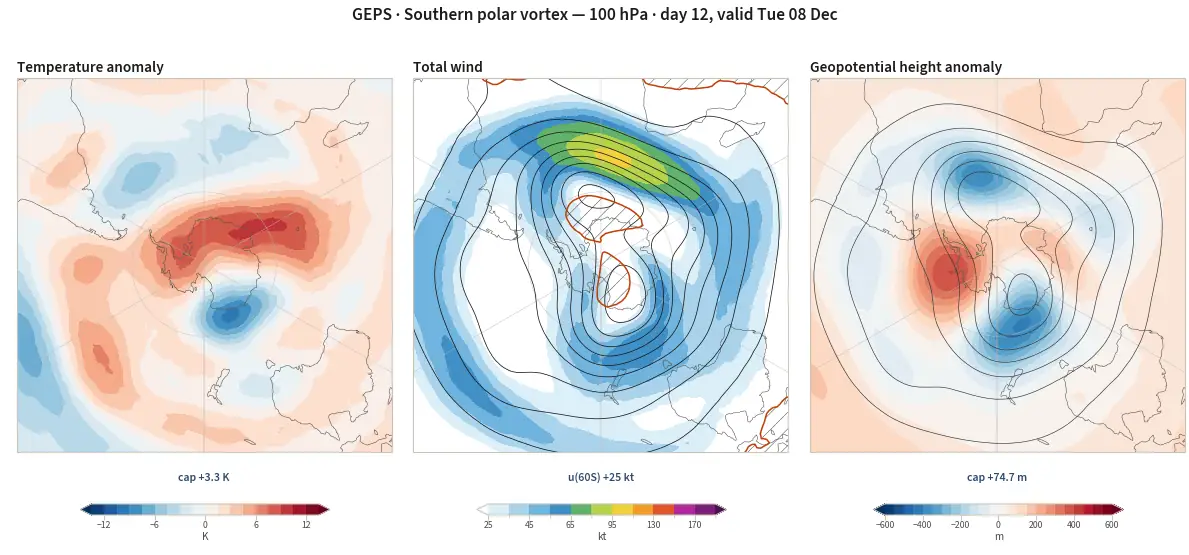 GEPS · Southern polar vortex — 100 hPa · day 12, valid Tue 08 Dec
Temperature anomaly
Total wind
Geopotential height anomaly
cap +3.3 K
u(60S) +25 kt
cap +74.7 m
−12 −6 0 6 12
K
25 45 65 95 130 170
kt
−600 −400 −200 0 200 400 600
m